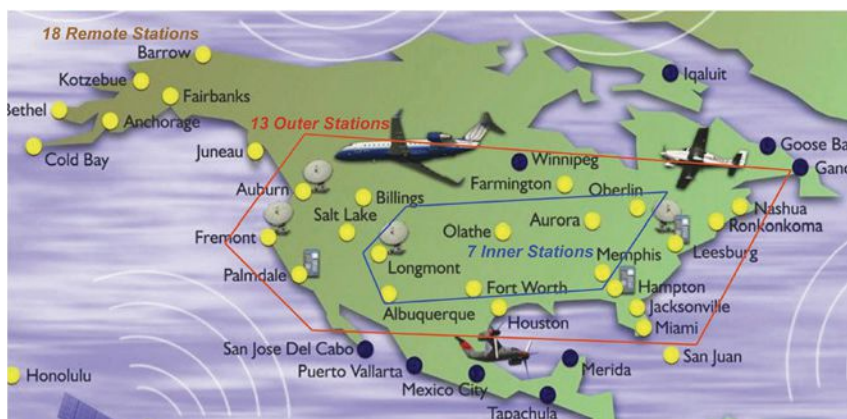 18 Remote Stations
Barrow
Kotzebue
Iqaluit
Fairbanks
Bethel
Anchorage
13 Outer Stations
Cold Bay
Juneau
Goose Ba
Winnipeg
Gand
Auburn
Billings
Farmington
Oberlin
Nashua
Salt Lake
Aurora
Ronkonkoma
Fremont
Olathe
7 Inner Stations
Leesburg
Longmont
Memphis
Palmdale
Fort Worth
Hampton
Albuquerque
Jacksonville
Houston
Miami
San Jose Del Cabo
San Juan
Puerto Vallarta
Merida
Honolulu
Mexico City
Tapachula